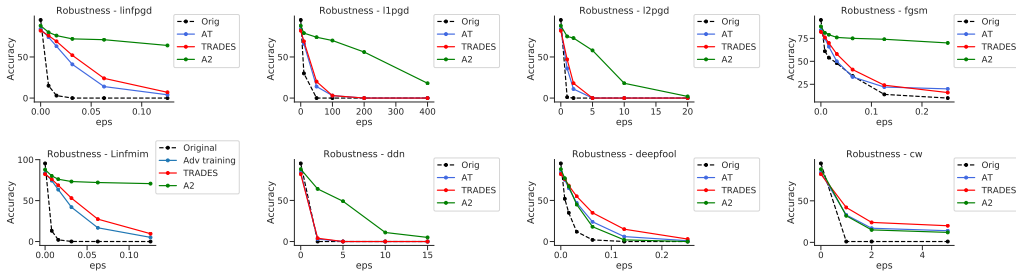 Robustness - linfpgd
Accuracy
50
0
0.00
0.05
0.10
eps
Orig
AT
TRADES
A2
Robustness - l1pgd
Accuracy
50
0
0
100
200
300
400
eps
Orig
AT
TRADES
A2
Robustness - l2pgd
Accuracy
50
0
0
5
10
15
20
eps
Orig
AT
TRADES
A2
Robustness - fgsm
Accuracy
75
50
25
0.0
0.1
0.2
eps
Orig
AT
TRADES
A2
Robustness - Linfmim
Accuracy
100
50
0
0.00
0.05
0.10
eps
Original
Adv training
TRADES
A2
Robustness - ddn
Accuracy
50
0
0
5
10
15
eps
Orig
AT
TRADES
A2
Robustness - deepfool
Accuracy
50
0
0.0
0.1
0.2
eps
Orig
AT
TRADES
A2
Robustness - cw
Accuracy
50
0
0
2
4
eps
Orig
AT
TRADES
A2